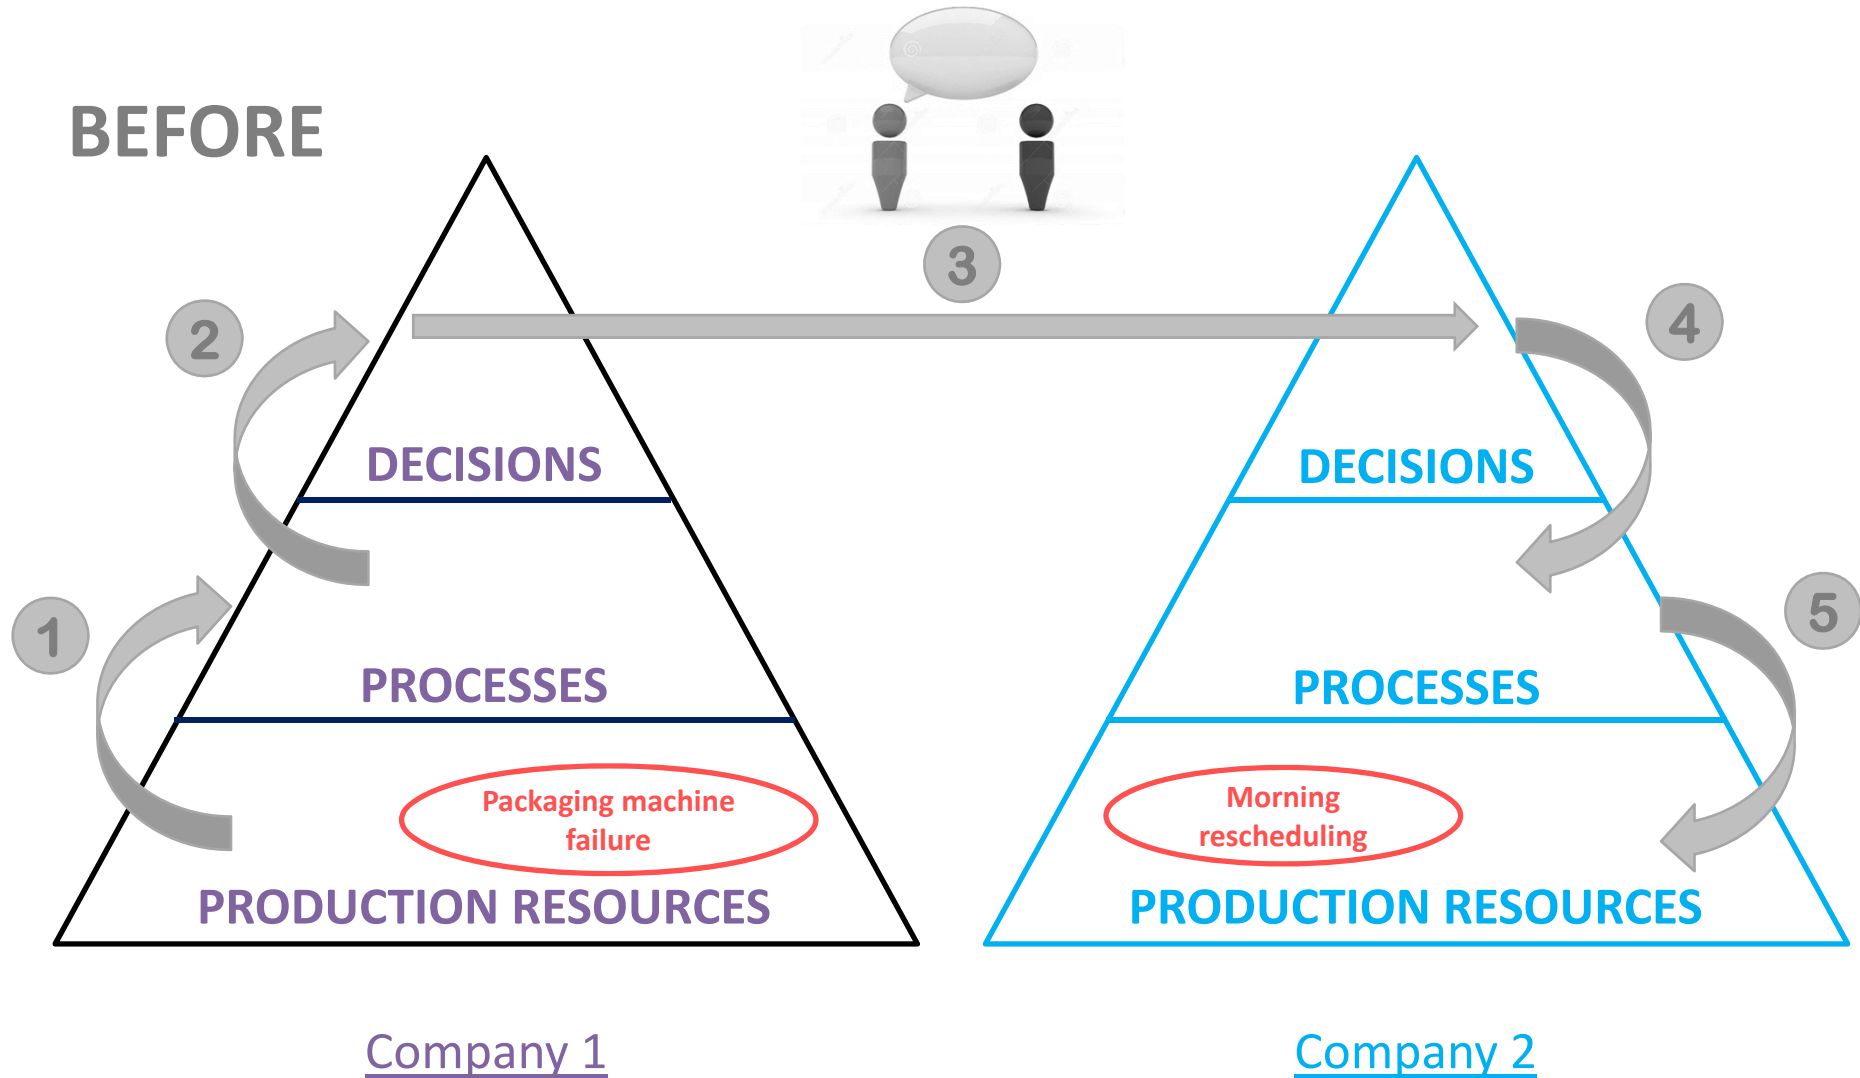 BEFORE
3
2
4
DECISIONS
DECISIONS
1
5
PROCESSES
PROCESSES
Packaging machine
failure
Morning
rescheduling
PRODUCTION RESOURCES
PRODUCTION RESOURCES
Company 1
Company 2